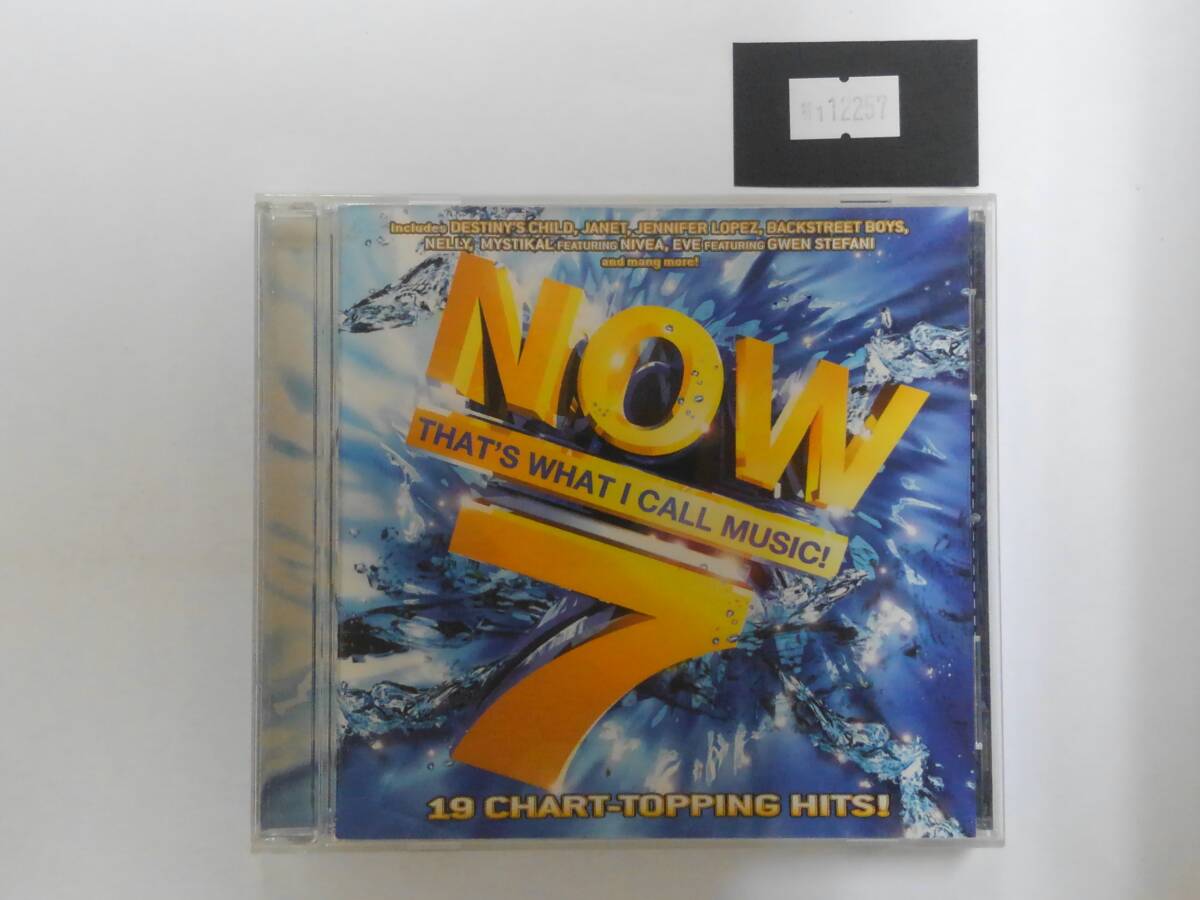 112257
Includes DESTINY'S CHILD, JANET, JENNIFER LOPEZ, BACKSTREET BOYS,
NELLY, MYSTIKAL FEATURING NIVEA, EVE FEATURING GWEN STEFANI
and many more!
NOW
THAT'S WHAT I CALL MUSIC!
7
19 CHART-TOPPING HITS!